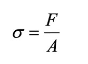 σ = F/A